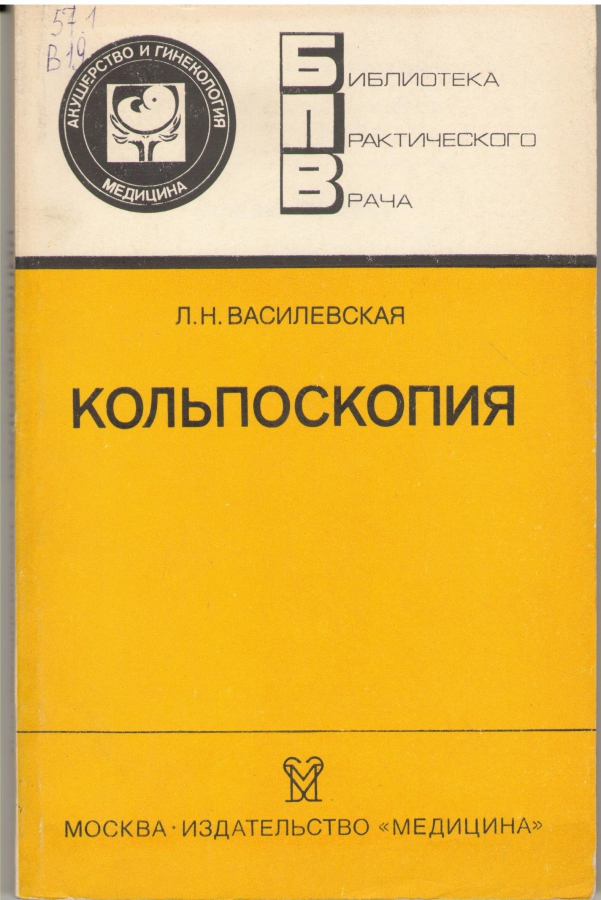 57.1
В19
АКУШЕРСТВО И ГИНЕКОЛОГИЯ
МЕДИЦИНА
БИБЛИОТЕКА
ПРАКТИЧЕСКОГО
ВРАЧА
Л.Н. ВАСИЛЕВСКАЯ
КОЛЬПОСКОПИЯ
МОСКВА · ИЗДАТЕЛЬСТВО «МЕДИЦИНА»